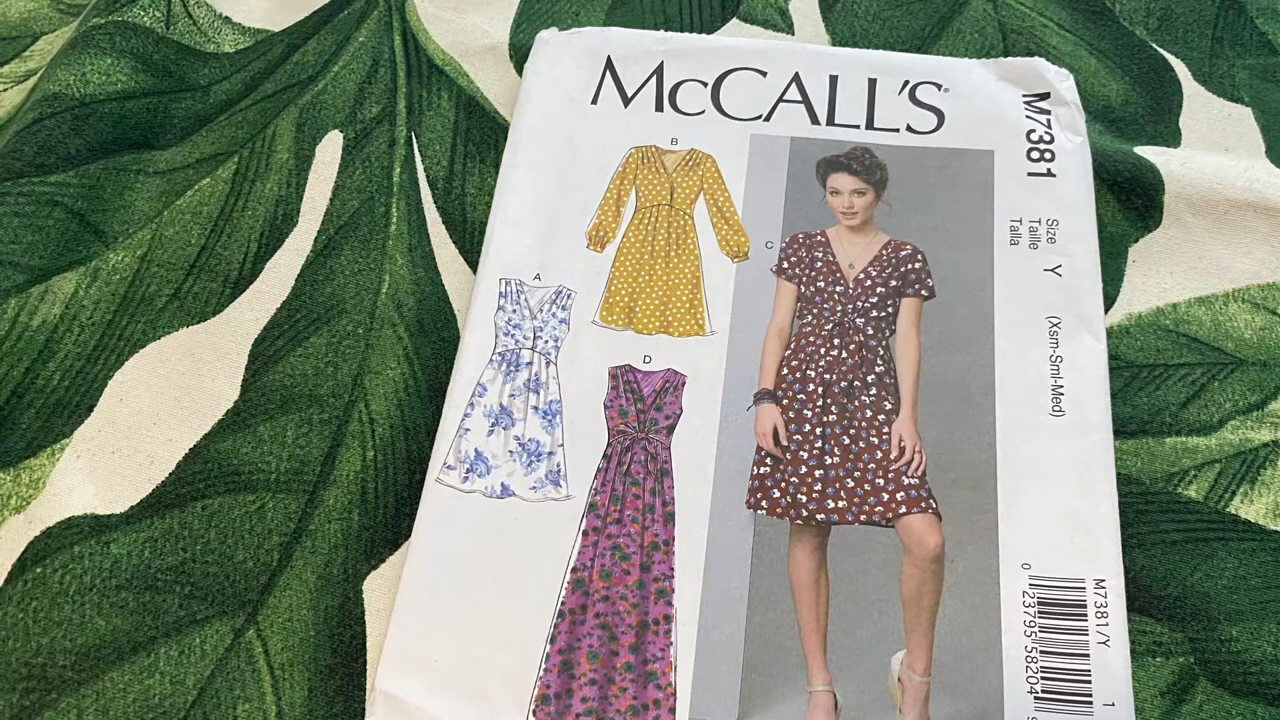 McCALL'S
M7381
Size
Taille
Talla
Y
(Xsm-Sml-Med)
B
C
A
D
M7381/Y
1
0
23795 58204